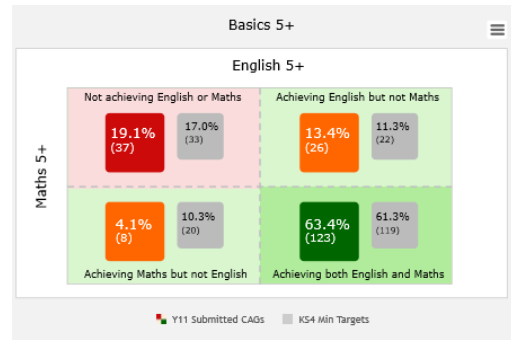 Basics 5+
English 5+
Maths 5+
Not achieving English or Maths
19.1%
(37)
17.0%
(33)
Achieving English but not Maths
13.4%
(26)
11.3%
(22)
4.1%
(8)
10.3%
(20)
Achieving Maths but not English
63.4%
(123)
61.3%
(119)
Achieving both English and Maths
Y11 Submitted CAGs
KS4 Min Targets